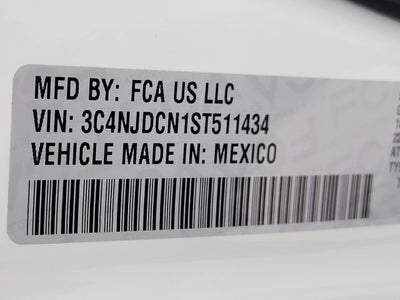 MFD BY: FCA US LLC
VIN: 3C4NJDCN1ST511434
VEHICLE MADE IN: MEXICO